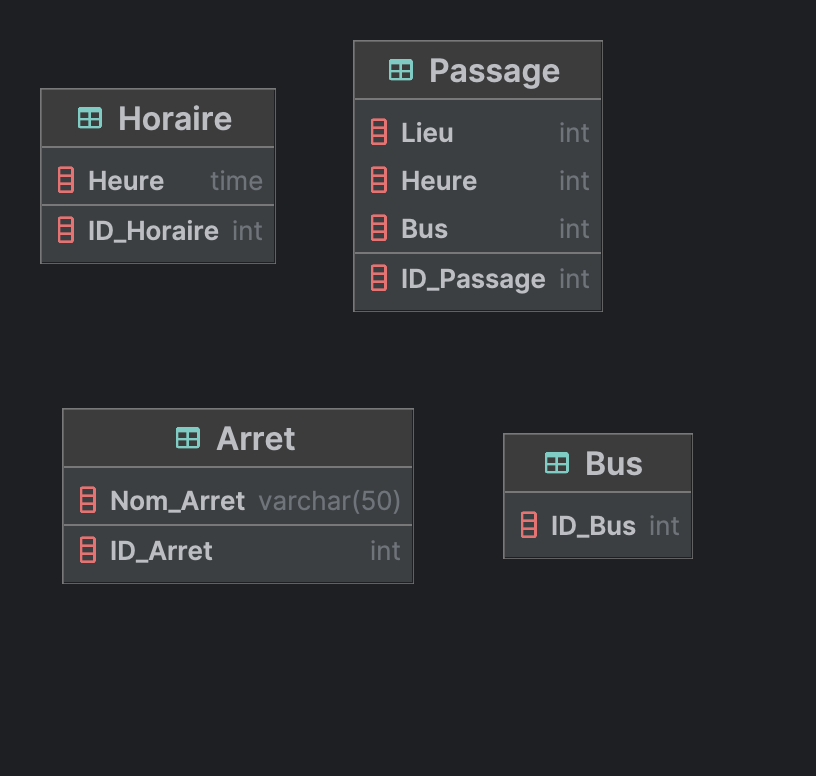 Horaire
Heure time
ID_Horaire int
Passage
Lieu int
Heure int
Bus int
ID_Passage int
Arret
Nom_Arret varchar(50)
ID_Arret int
Bus
ID_Bus int